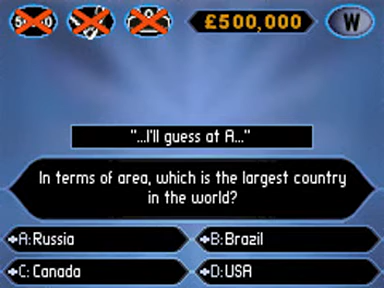 50:50
£500,000
W
"...I'll guess at A..."
In terms of area, which is the largest country
in the world?
A: Russia
B: Brazil
C: Canada
D: USA